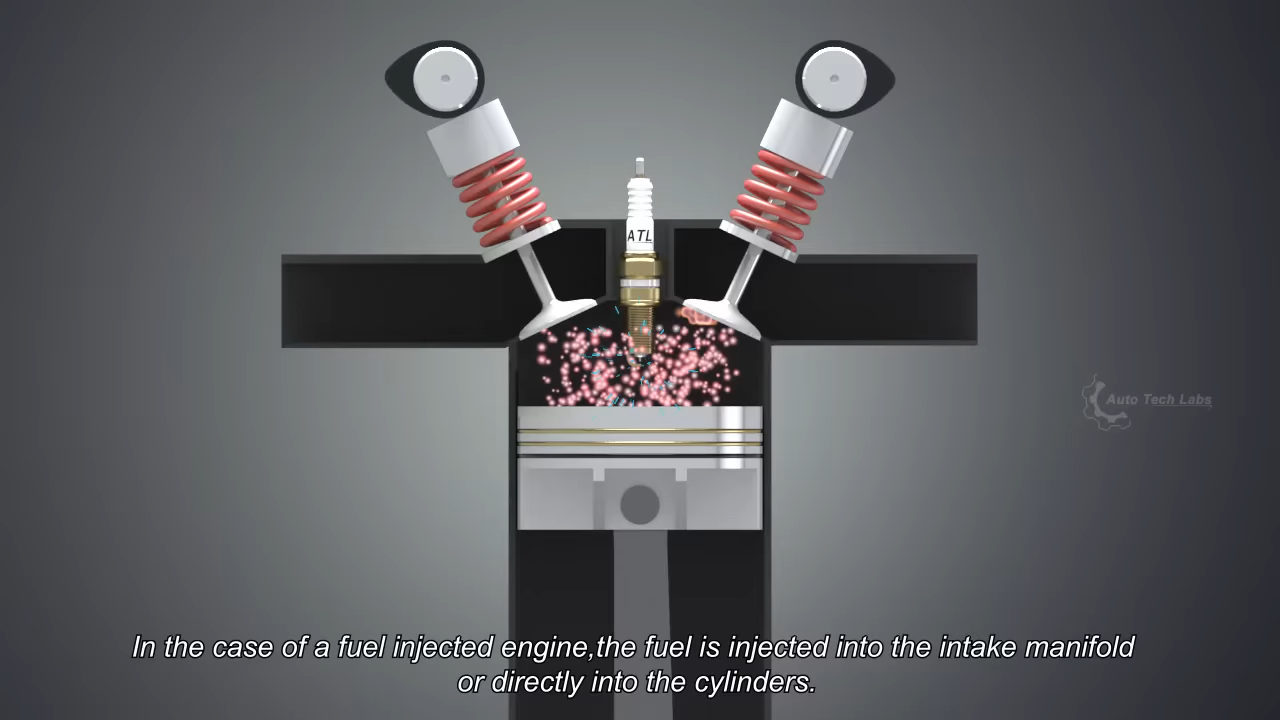 ATL
Auto Tech Labs
In the case of a fuel injected engine,the fuel is injected into the intake manifold
or directly into the cylinders.